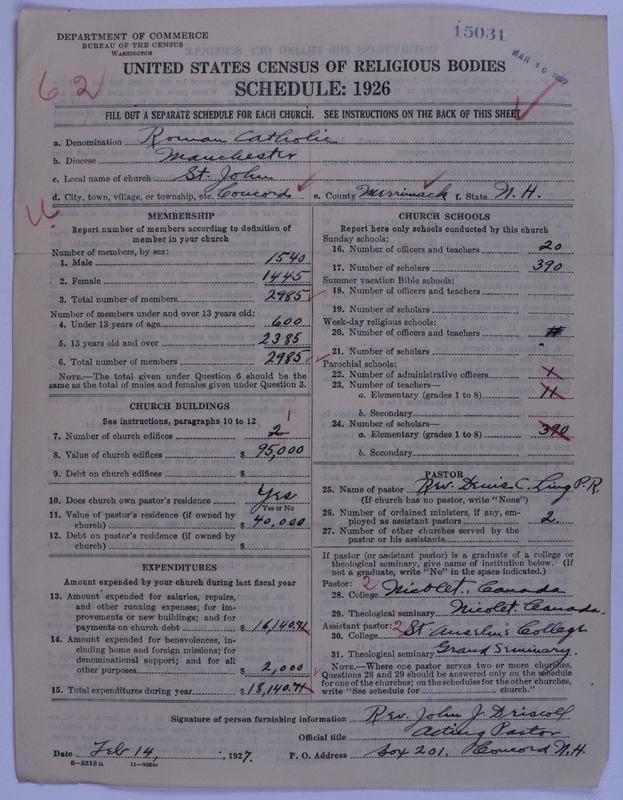 DEPARTMENT OF COMMERCE
BUREAU OF THE CENSUS
WASHINGTON
15031
MAR 10 1927
62
UNITED STATES CENSUS OF RELIGIOUS BODIES
SCHEDULE: 1926
FILL OUT A SEPARATE SCHEDULE FOR EACH CHURCH. SEE INSTRUCTIONS ON THE BACK OF THIS SHEET
a. Denomination Roman Catholic
b. Diocese Manchester
c. Local name of church St. John
d. City, town, village, or township, etc. Concord e. County Merrimack f. State N. H.
MEMBERSHIP
Report number of members according to definition of
member in your church
Number of members, by sex:
1. Male 1540
2. Female 1445
3. Total number of members 2985
Number of members under and over 13 years old:
4. Under 13 years of age 600
5. 13 years old and over 2385
6. Total number of members 2985
NOTE.—The total given under Question 6 should be the
same as the total of males and females given under Question 3.
CHURCH BUILDINGS
See instructions, paragraphs 10 to 12
7. Number of church edifices 2 1
8. Value of church edifices $ 95,000
9. Debt on church edifices $
10. Does church own pastor's residence Yes
Yes or No
11. Value of pastor's residence (if owned by
church) $ 40,000
12. Debt on pastor's residence (if owned by
church) $
EXPENDITURES
Amount expended by your church during last fiscal year
13. Amount expended for salaries, repairs,
and other running expenses; for im-
provements or new buildings; and for
payments on church debt $ 16,140.71
14. Amount expended for benevolences, in-
cluding home and foreign missions; for
denominational support; and for all
other purposes $ 2,000
15. Total expenditures during year $ 18,140.71
CHURCH SCHOOLS
Report here only schools conducted by this church
Sunday schools:
16. Number of officers and teachers 20
17. Number of scholars 390
Summer vacation Bible schools:
18. Number of officers and teachers
19. Number of scholars
Week-day religious schools:
20. Number of officers and teachers
21. Number of scholars "
Parochial schools:
22. Number of administrative officers 1
23. Number of teachers—
a. Elementary (grades 1 to 8) 11
b. Secondary
24. Number of scholars—
a. Elementary (grades 1 to 8) 390
b. Secondary
PASTOR
25. Name of pastor Rev. Denis C. Ling P.R.
(If church has no pastor, write "None")
26. Number of ordained ministers, if any, em-
ployed as assistant pastors 2
27. Number of other churches served by the
pastor or his assistants
If pastor (or assistant pastor) is a graduate of a college or
theological seminary, give name of institution below. (If
not a graduate, write "No" in the space indicated.)
Pastor: 2
28. College Nicolet, Canada
29. Theological seminary Nicolet Canada.
Assistant pastor: 2
30. College St Anselm's College
31. Theological seminary Grand Seminary.
NOTE.—Where one pastor serves two or more churches,
Questions 28 and 29 should be answered only on the schedule
for one of the churches; on the schedules for the other churches,
write "See schedule for church."
Signature of person furnishing information Rev. John J. Driscoll
Official title Acting Pastor
Date Feb 14, , 1927. P. O. Address Box 201. Concord N.H.
8—5518 a